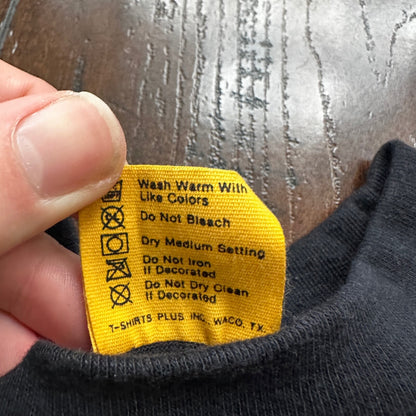 Wash Warm With
Like Colors
Do Not Bleach
Dry Medium Setting
Do Not Iron
If Decorated
Do Not Dry Clean
If Decorated
T-SHIRTS PLUS INC. WACO, TX.